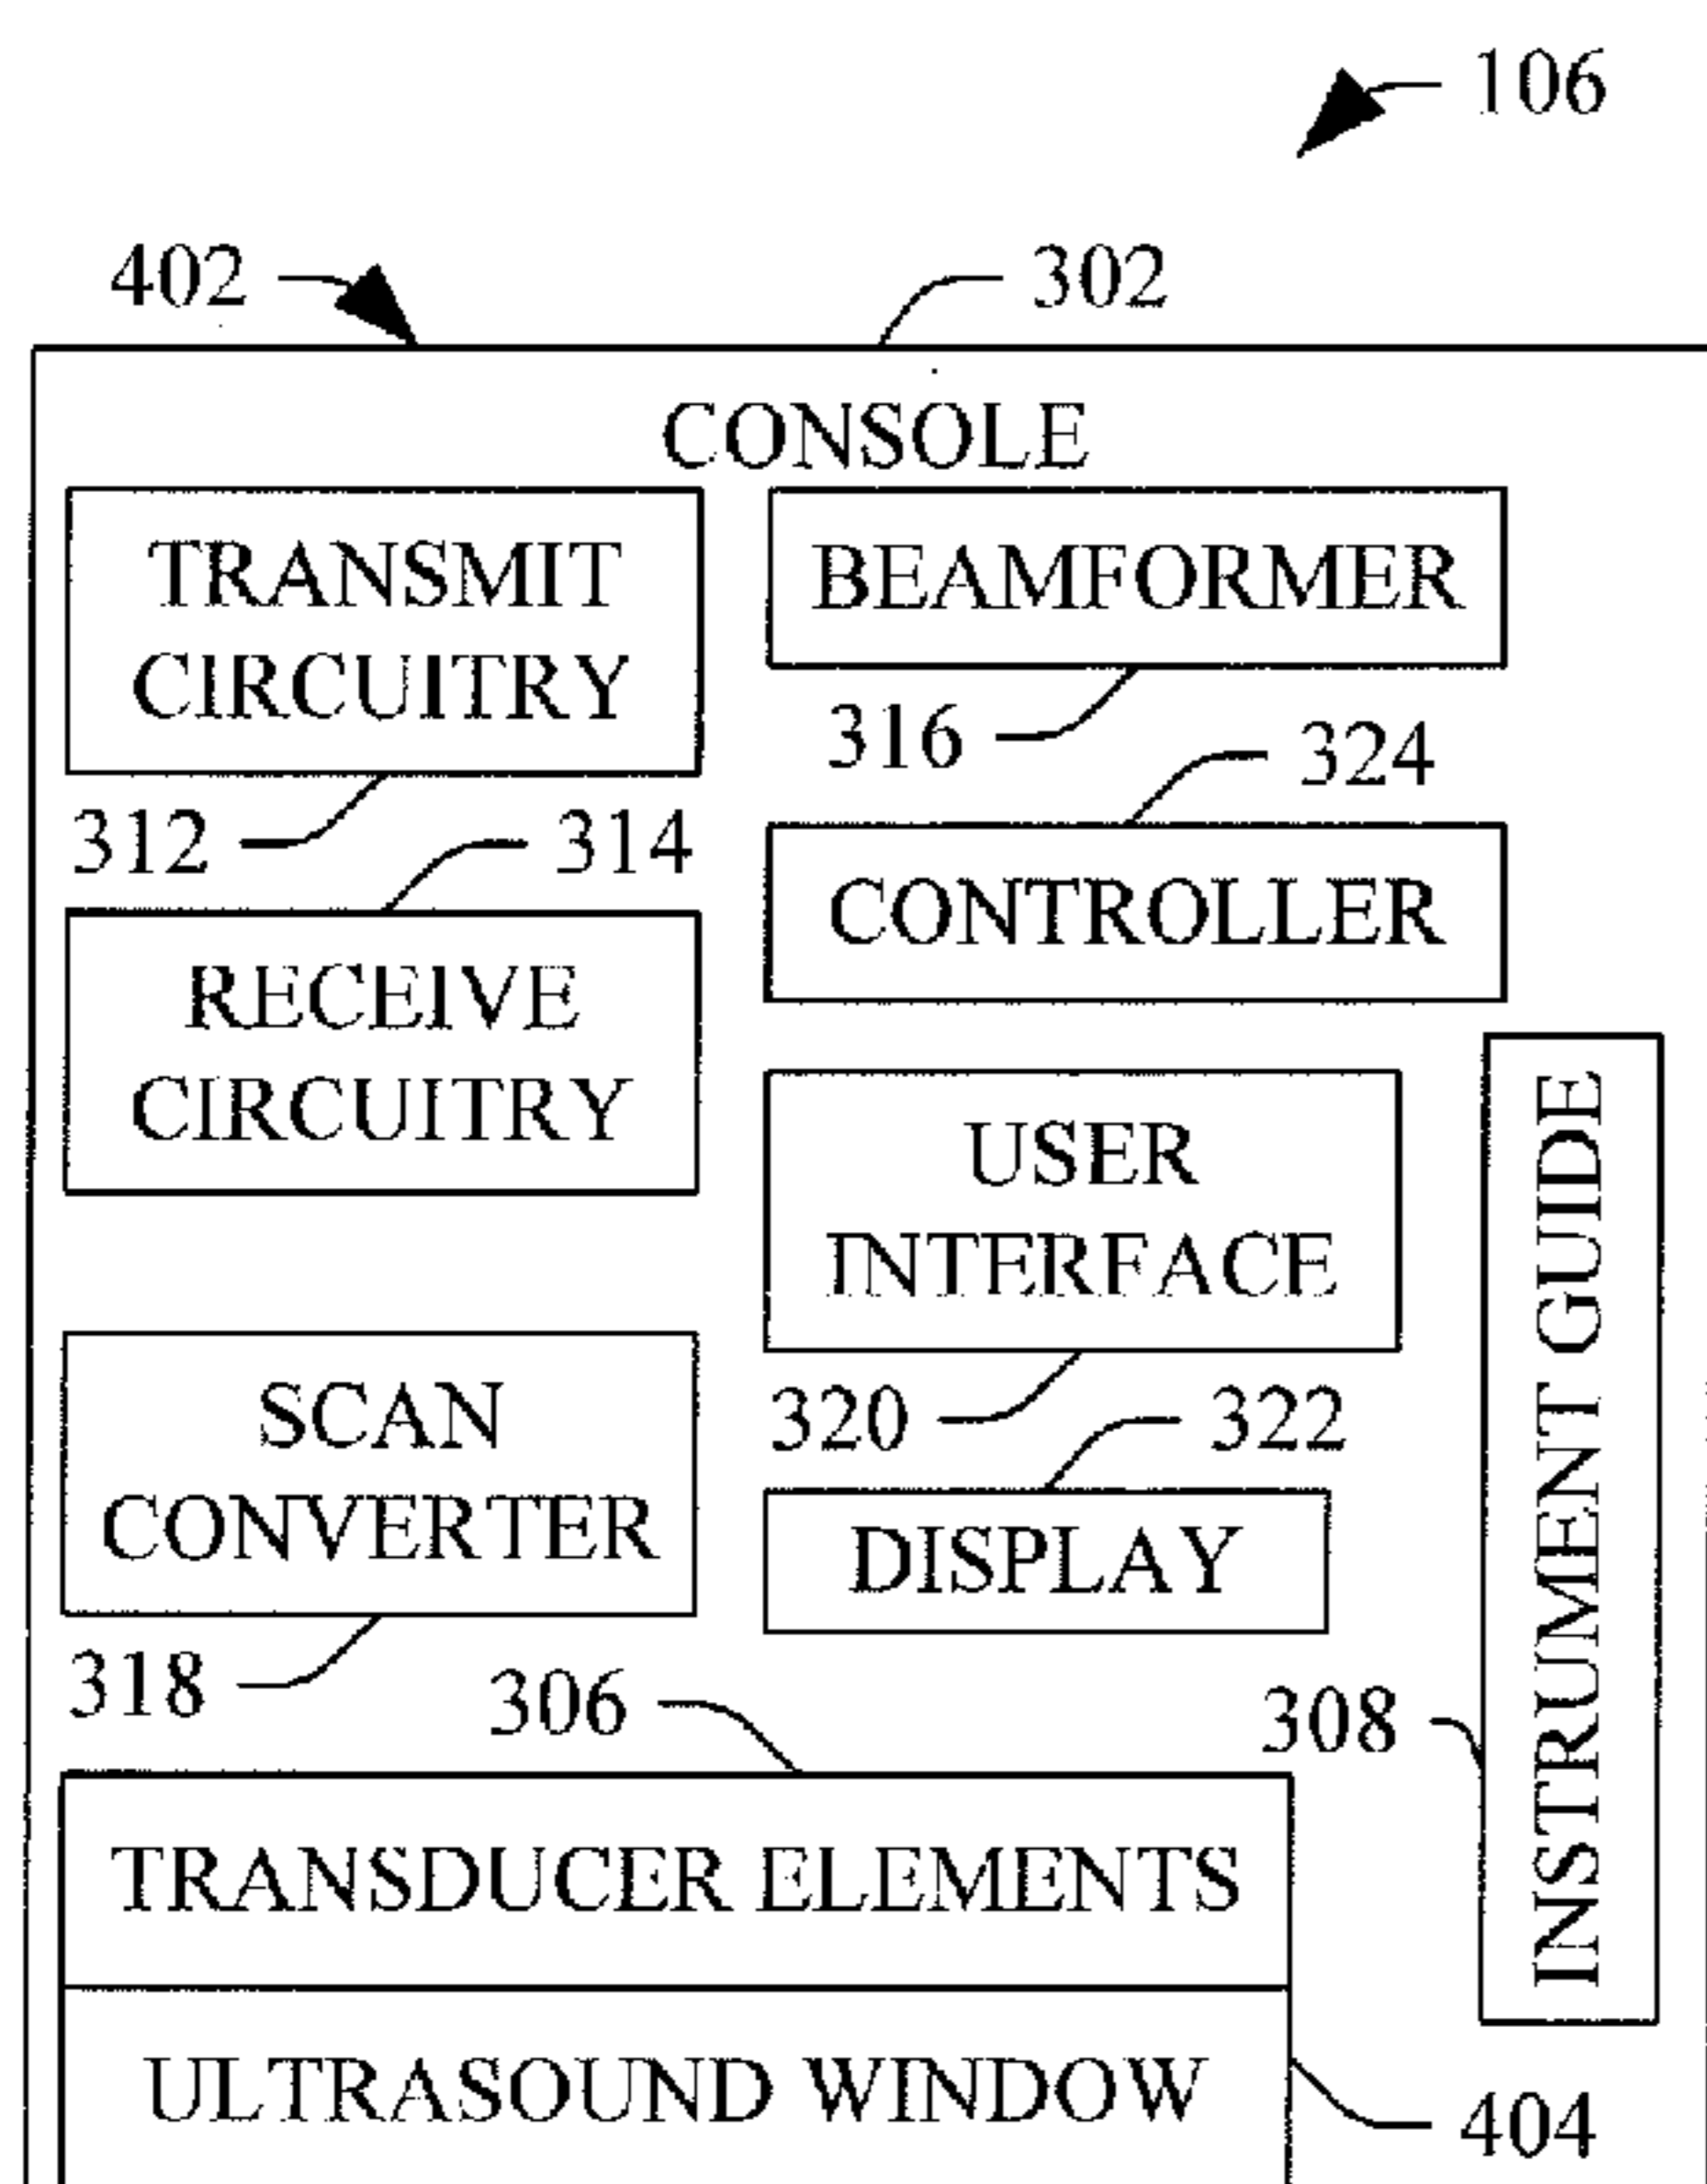 106
402
302
CONSOLE
TRANSMIT
CIRCUITRY
BEAMFORMER
316
324
312
314
CONTROLLER
RECEIVE
CIRCUITRY
USER
INTERFACE
INSTRUMENT GUIDE
SCAN
CONVERTER
320
322
DISPLAY
318
306
308
TRANSDUCER ELEMENTS
ULTRASOUND WINDOW
404